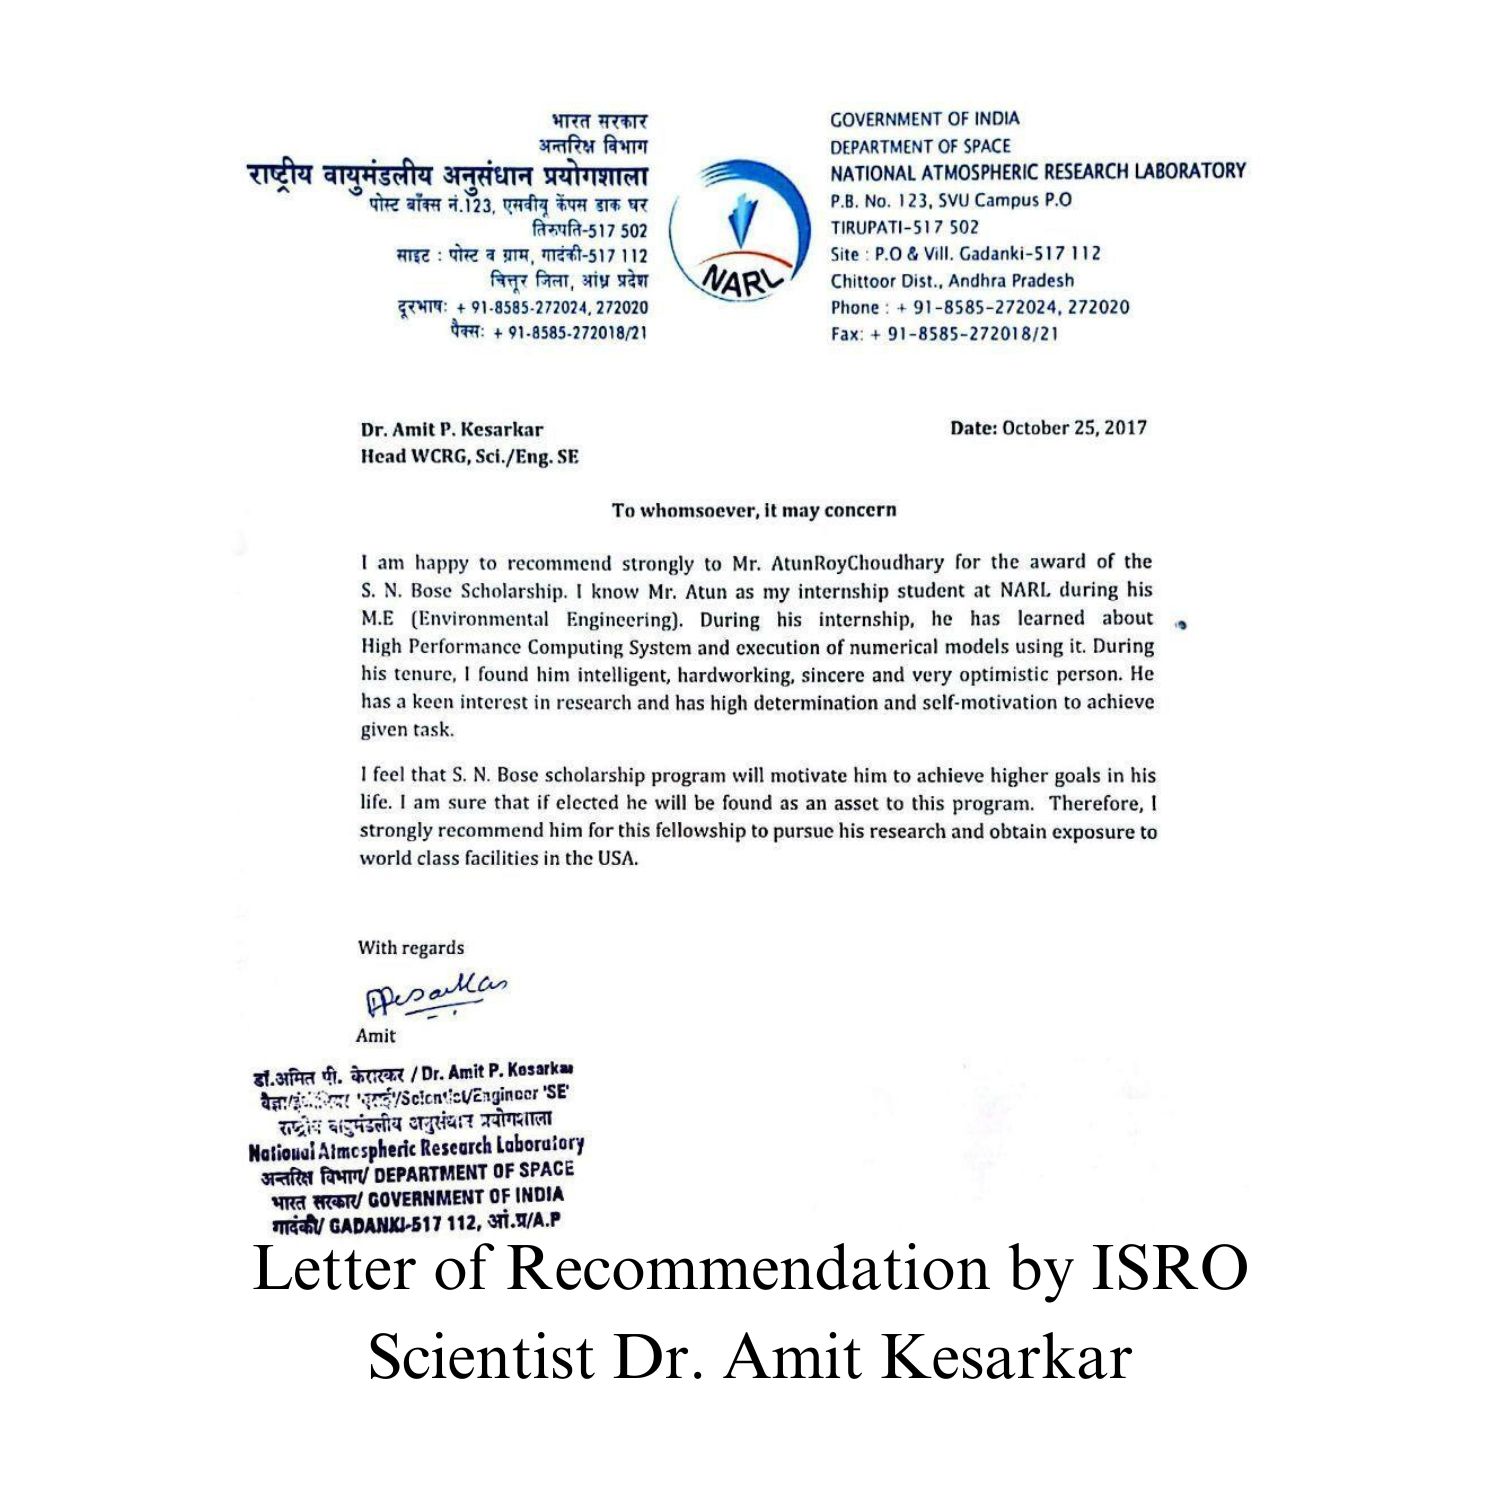 भारत सरकार
अन्तरिक्ष विभाग
राष्ट्रीय वायुमंडलीय अनुसंधान प्रयोगशाला
पोस्ट बॉक्स नं.123, एसवीयू केंपस डाक घर
तिरुपति-517 502
साइट : पोस्ट व ग्राम, गादंकी-517 112
चित्तूर जिला, आंध्र प्रदेश
दूरभाषः + 91-8585-272024, 272020
फैक्सः + 91-8585-272018/21
NARL
GOVERNMENT OF INDIA
DEPARTMENT OF SPACE
NATIONAL ATMOSPHERIC RESEARCH LABORATORY
P.B. No. 123, SVU Campus P.O
TIRUPATI-517 502
Site : P.O & Vill. Gadanki-517 112
Chittoor Dist., Andhra Pradesh
Phone : + 91-8585-272024, 272020
Fax: + 91-8585-272018/21
Dr. Amit P. Kesarkar
Head WCRG, Sci./Eng. SE
Date: October 25, 2017
To whomsoever, it may concern
I am happy to recommend strongly to Mr. AtunRoyChoudhary for the award of the
S. N. Bose Scholarship. I know Mr. Atun as my internship student at NARL during his
M.E (Environmental Engineering). During his internship, he has learned about
High Performance Computing System and execution of numerical models using it. During
his tenure, I found him intelligent, hardworking, sincere and very optimistic person. He
has a keen interest in research and has high determination and self-motivation to achieve
given task.
I feel that S. N. Bose scholarship program will motivate him to achieve higher goals in his
life. I am sure that if elected he will be found as an asset to this program. Therefore, I
strongly recommend him for this fellowship to pursue his research and obtain exposure to
world class facilities in the USA.
With regards
Amit
डॉ.अमित पी. / Dr. Amit P. Kesarkar
Scientist/Engineer 'SE'
राष्ट्रीय वायुमंडलीय अनुसंधान प्रयोगशाला
National Atmospheric Research Laboratory
अन्तरिक्ष विभाग/ DEPARTMENT OF SPACE
भारत सरकार/ GOVERNMENT OF INDIA
गादंकी/ GADANKI-517 112, आं.प्र/A.P
Letter of Recommendation by ISRO
Scientist Dr. Amit Kesarkar